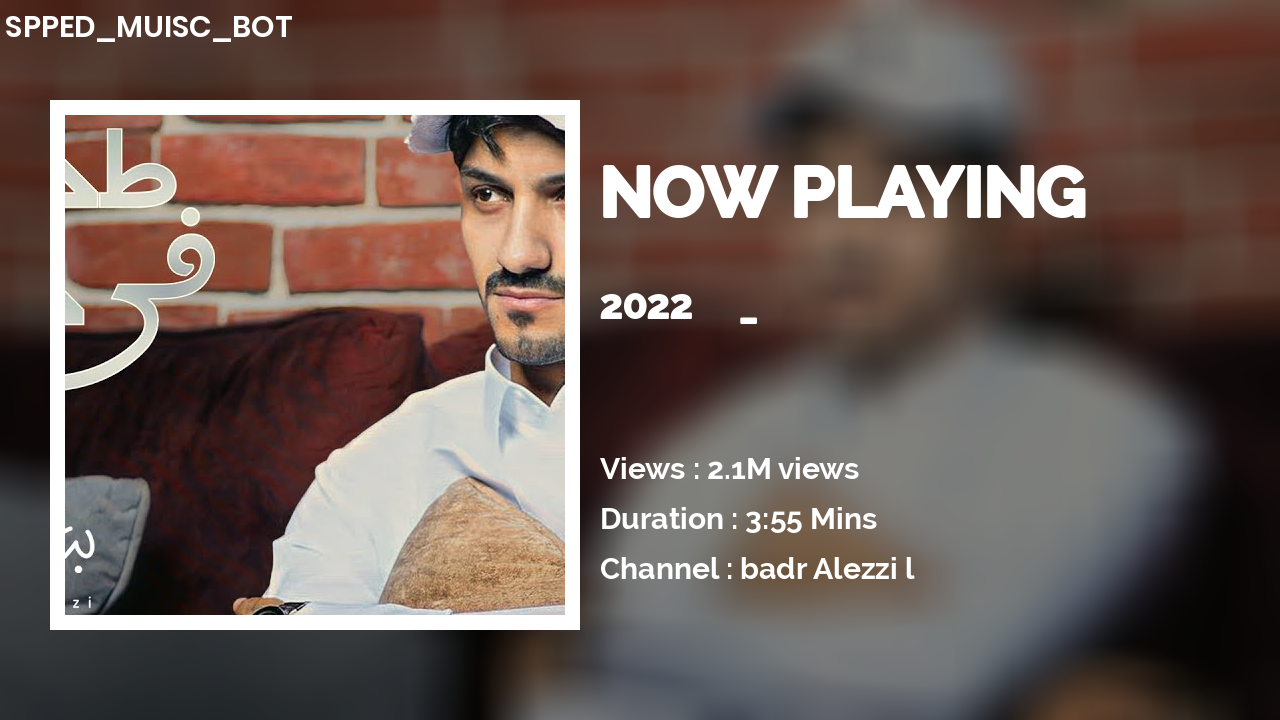 SPPED_MUISC_BOT
NOW PLAYING
2022 -
Views : 2.1M views
Duration : 3:55 Mins
Channel : badr Alezzi l
z i